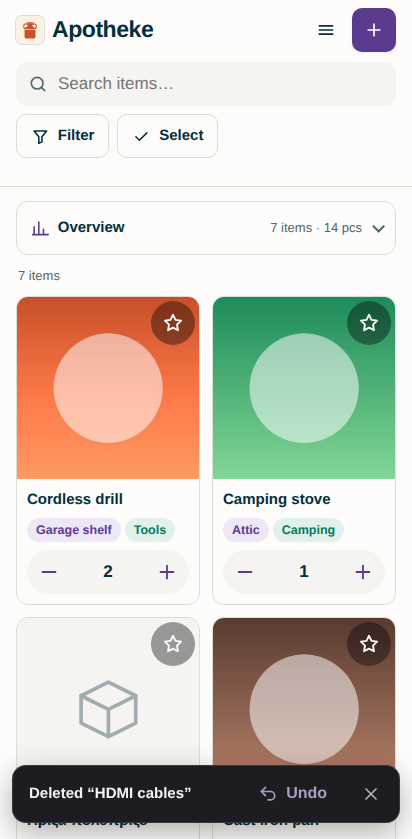 Apotheke
Search items…
Filter
Select
Overview
7 items · 14 pcs
7 items
Cordless drill
Camping stove
Garage shelf
Tools
Attic
Camping
2
1
Deleted “HDMI cables”
Undo